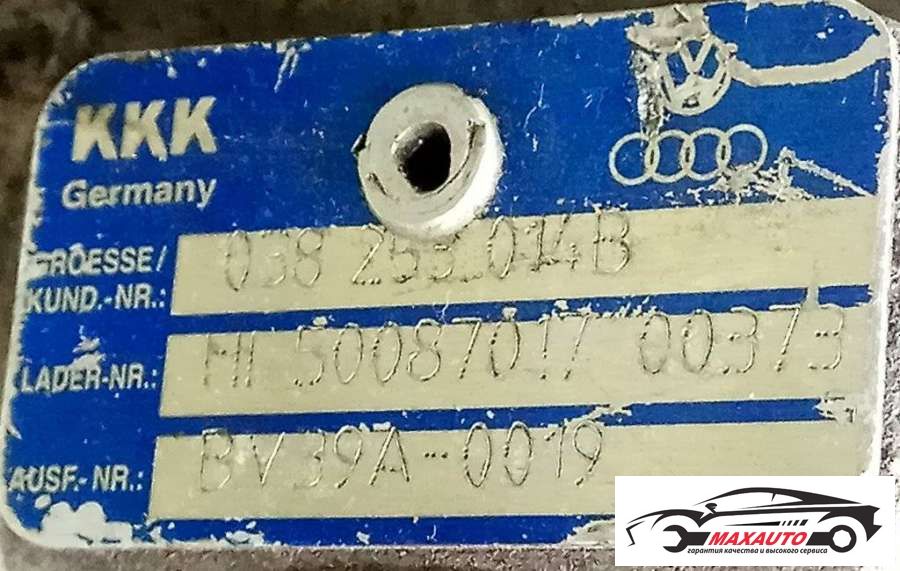 KKK
Germany
GROESSE/
KUND.-NR.:
038 253 014B
LADER-NR.:
HI 50087017 00373
AUSF.-NR.:
BV39A-0019
MAXAUTO
гарантия качества и высокого сервиса